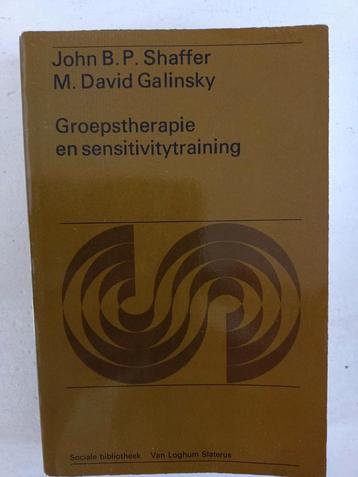 John B.P. Shaffer
M. David Galinsky
Groepstherapie
en sensitivitytraining
Sociale bibliotheek Van Loghum Slaterus